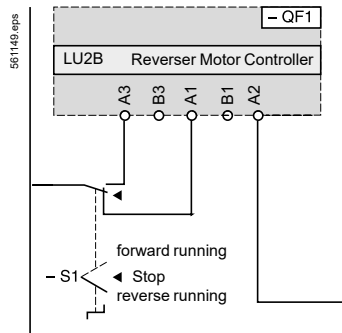 561149.eps
– QF1
LU2B Reverser Motor Controller
A3 B3 A1 B1 A2
forward running
– S1 Stop
reverse running